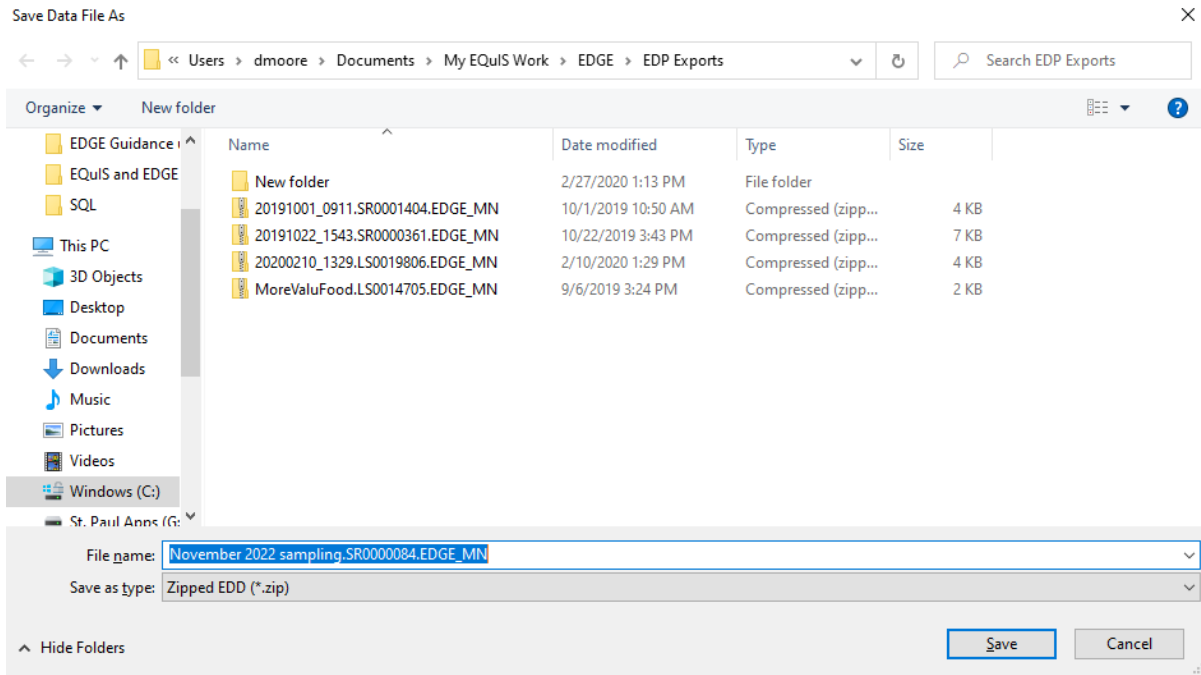 Save Data File As
« Users › dmoore › Documents › My EQuIS Work › EDGE › EDP Exports
Search EDP Exports
Organize
New folder
EDGE Guidance
EQuIS and EDGE
SQL
This PC
3D Objects
Desktop
Documents
Downloads
Music
Pictures
Videos
Windows (C:)
St. Paul Apps (G:
Name Date modified Type Size
New folder 2/27/2020 1:13 PM File folder
20191001_0911.SR0001404.EDGE_MN 10/1/2019 10:50 AM Compressed (zipp... 4 KB
20191022_1543.SR0000361.EDGE_MN 10/22/2019 3:43 PM Compressed (zipp... 7 KB
20200210_1329.LS0019806.EDGE_MN 2/10/2020 1:29 PM Compressed (zipp... 4 KB
MoreValuFood.LS0014705.EDGE_MN 9/6/2019 3:24 PM Compressed (zipp... 2 KB
File name: November 2022 sampling.SR0000084.EDGE_MN
Save as type: Zipped EDD (*.zip)
Hide Folders
Save
Cancel